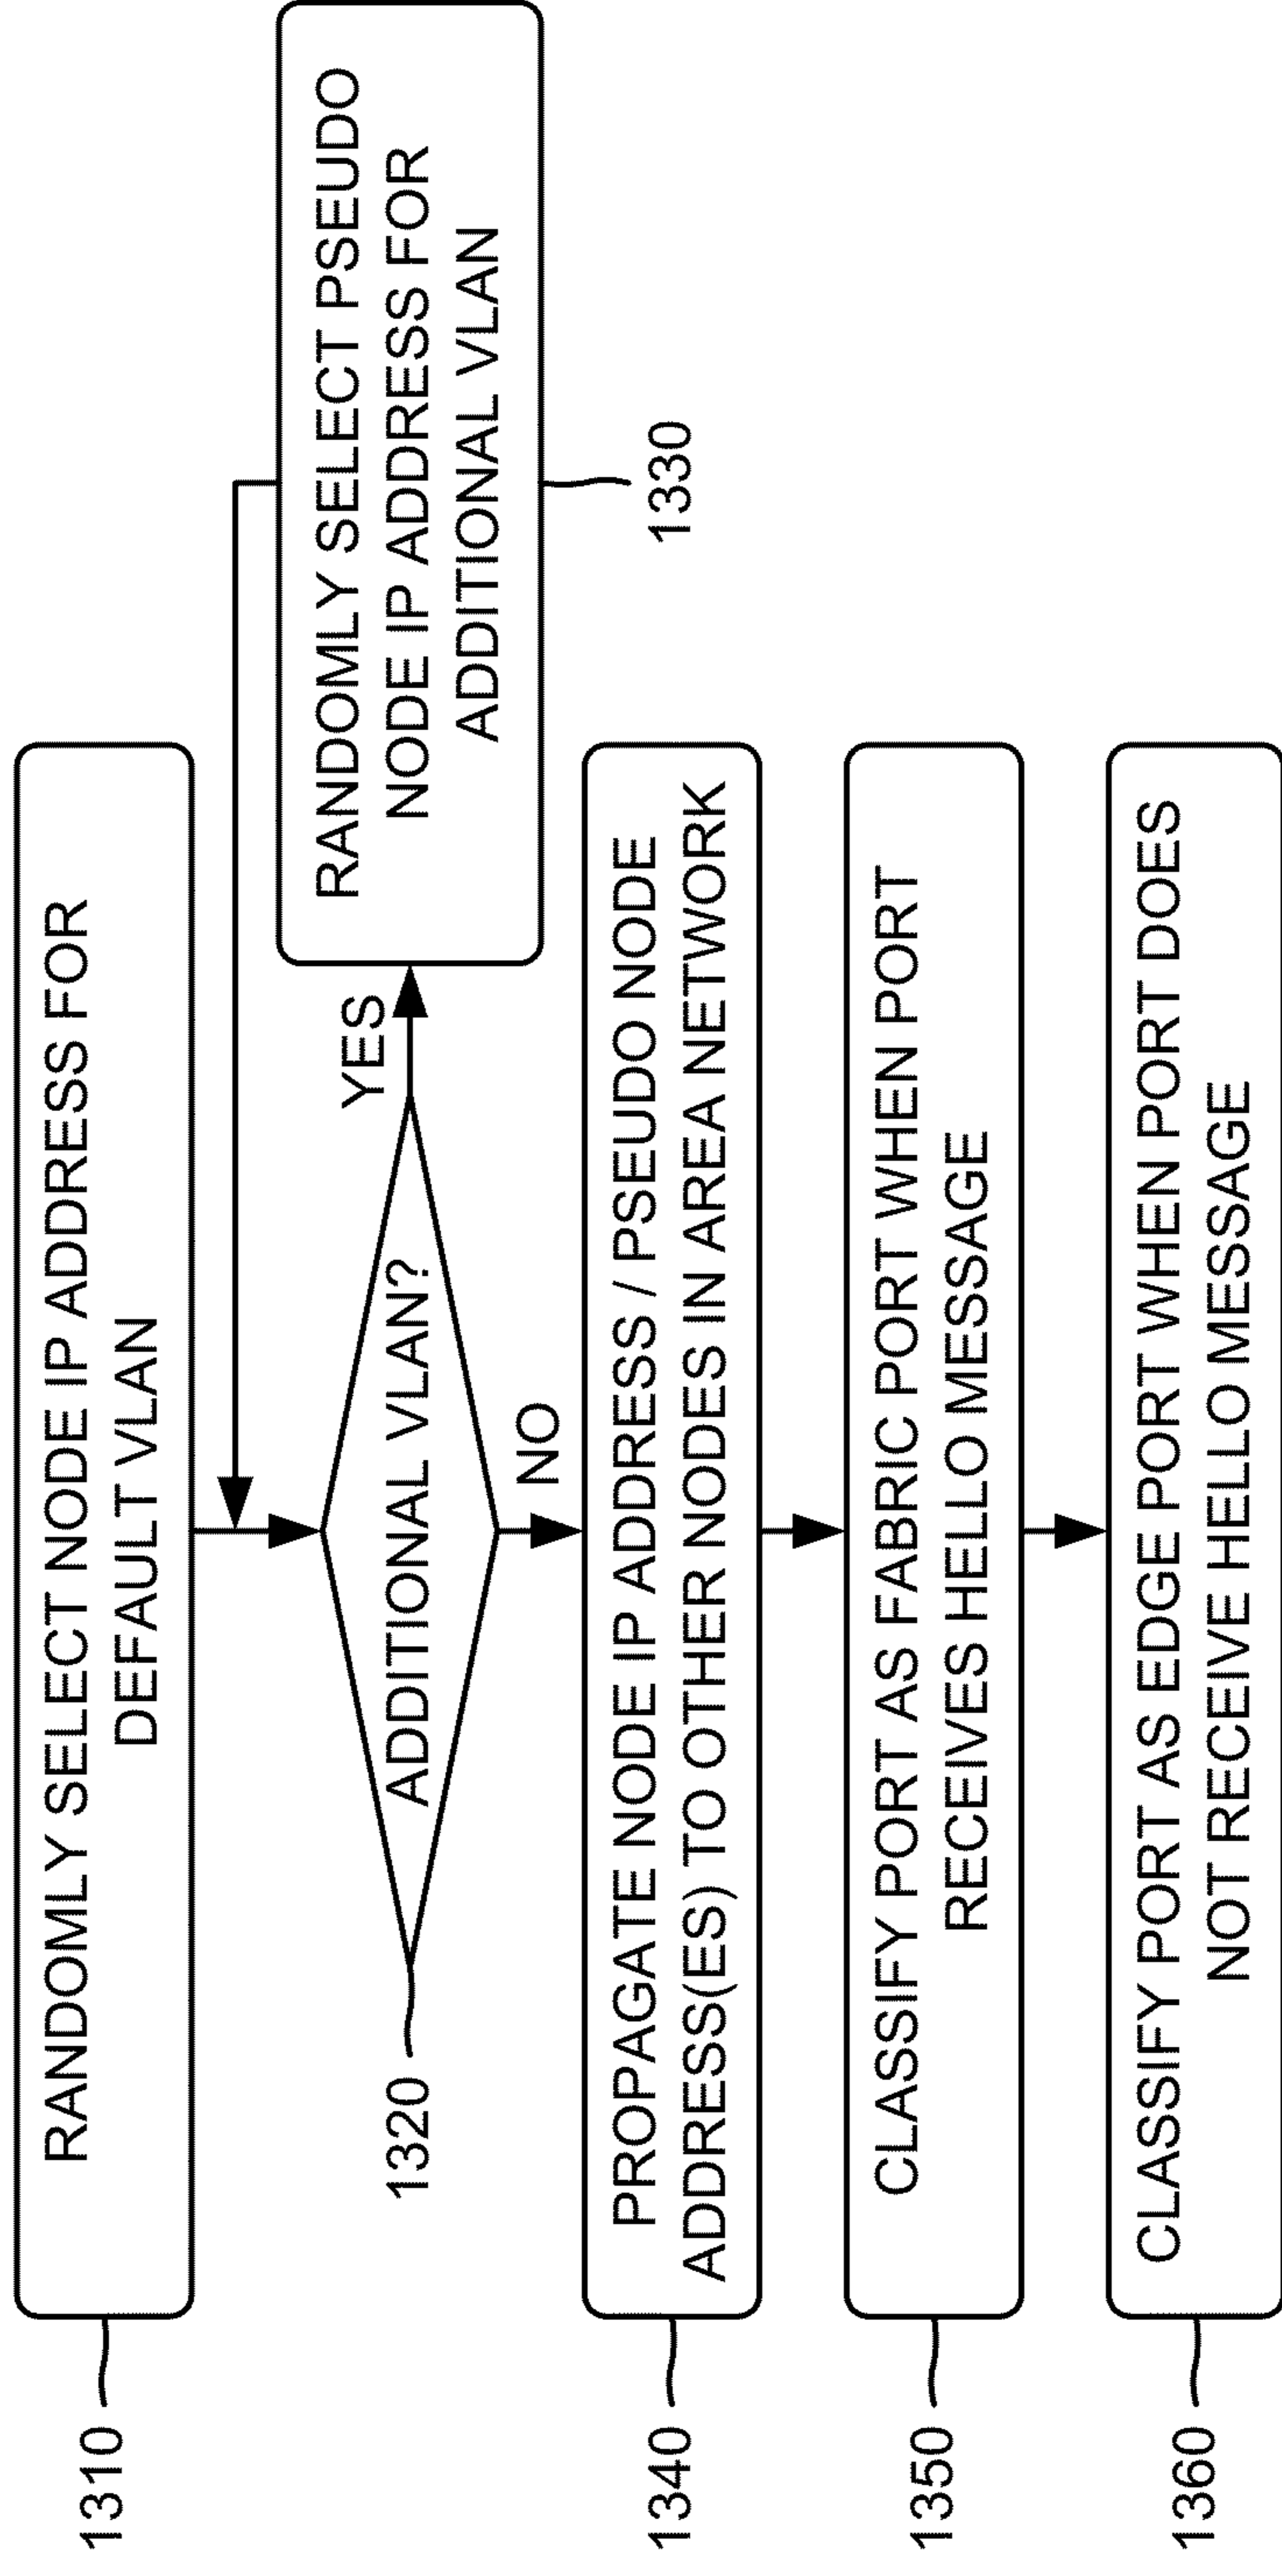 1310
RANDOMLY SELECT NODE IP ADDRESS FOR
DEFAULT VLAN
1320
ADDITIONAL VLAN?
YES
RANDOMLY SELECT PSEUDO
NODE IP ADDRESS FOR
ADDITIONAL VLAN
1330
NO
1340
PROPAGATE NODE IP ADDRESS / PSEUDO NODE
ADDRESS(ES) TO OTHER NODES IN AREA NETWORK
1350
CLASSIFY PORT AS FABRIC PORT WHEN PORT
RECEIVES HELLO MESSAGE
1360
CLASSIFY PORT AS EDGE PORT WHEN PORT DOES
NOT RECEIVE HELLO MESSAGE